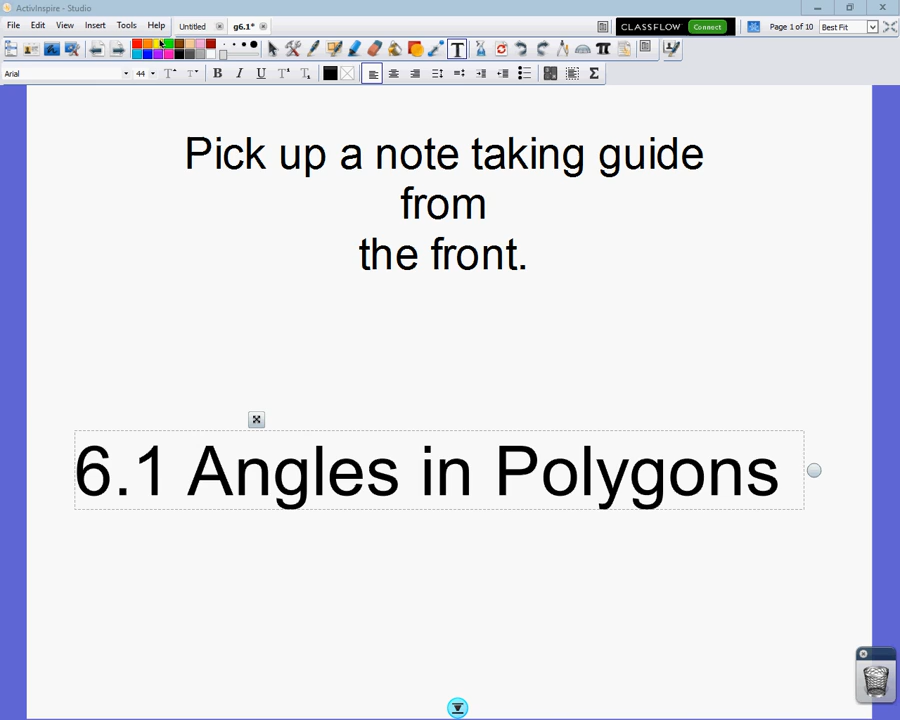 ActivInspire - Studio
File Edit View Insert Tools Help Untitled g6.1* CLASSFLOW Connect Page 1 of 10 Best Fit
T π
Arial 44 B I U Σ
Pick up a note taking guide
from
the front.
6.1 Angles in Polygons